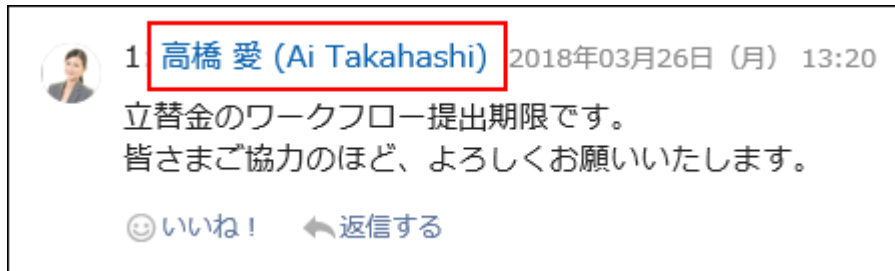 1 高橋 愛 (Ai Takahashi) 2018年03月26日（月） 13:20
立替金のワークフロー提出期限です。
皆さまご協力のほど、よろしくお願いいたします。
いいね！ 返信する